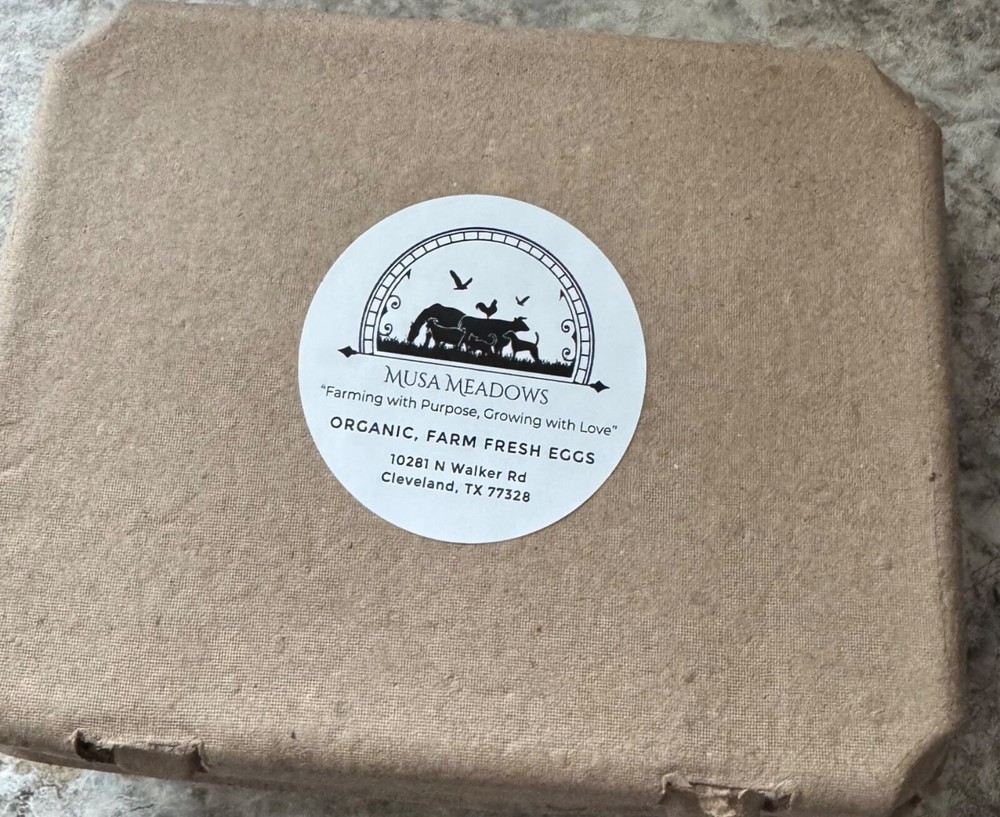 MUSA MEADOWS
“Farming with Purpose, Growing with Love”
ORGANIC, FARM FRESH EGGS
10281 N Walker Rd
Cleveland, TX 77328